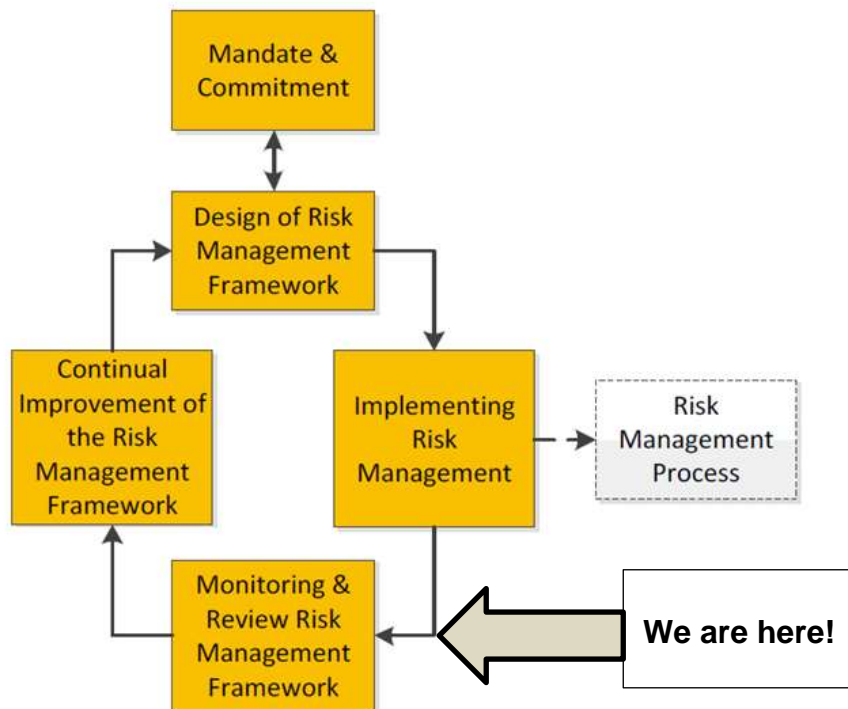 Mandate &
Commitment
Design of Risk
Management
Framework
Continual
Improvement of
the Risk
Management
Framework
Implementing
Risk
Management
Risk
Management
Process
Monitoring &
Review Risk
Management
Framework
We are here!